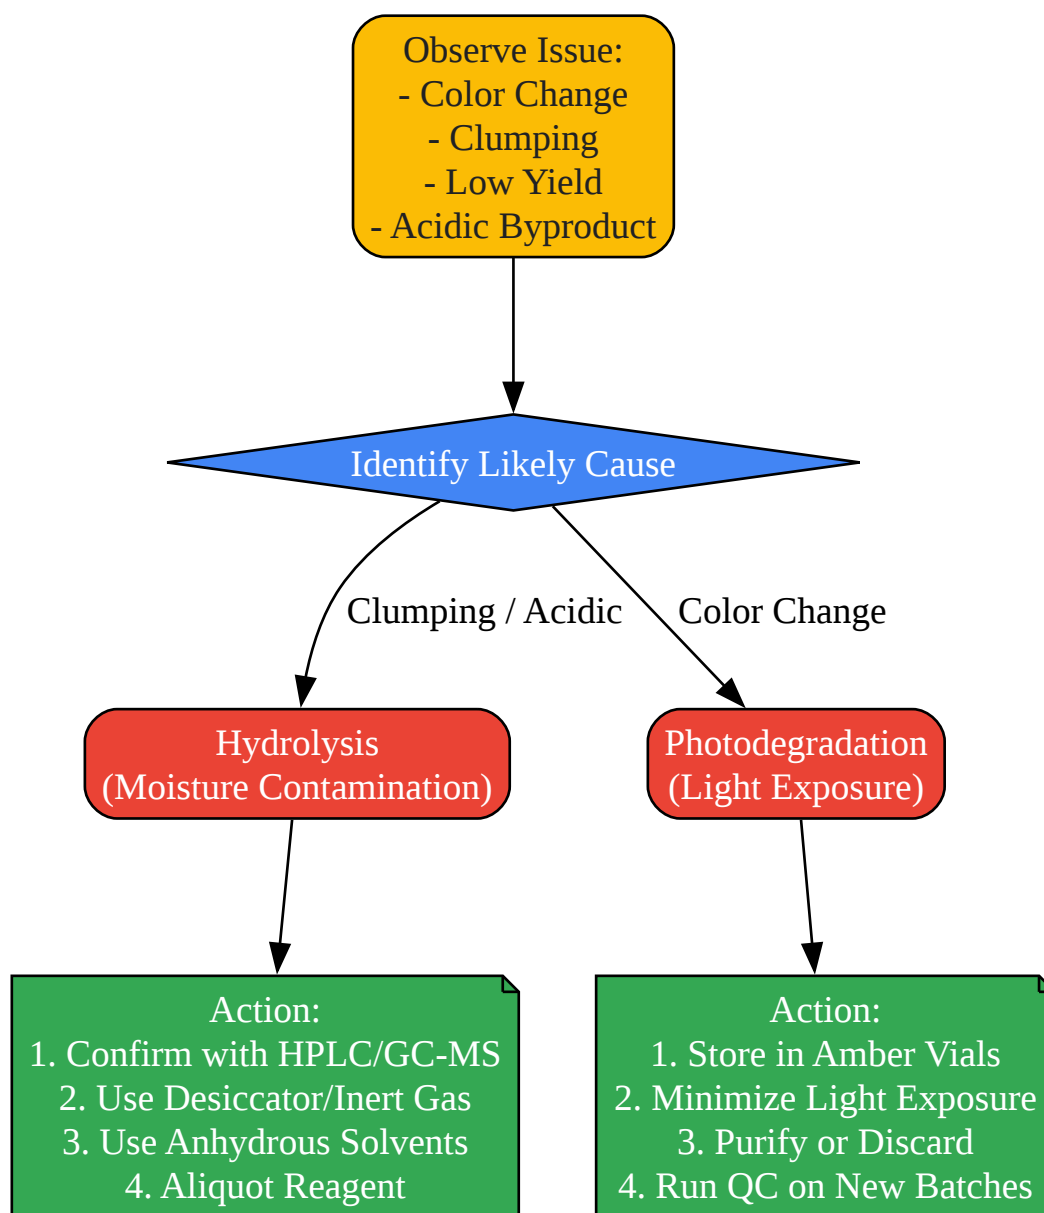 Observe Issue:
- Color Change
- Clumping
- Low Yield
- Acidic Byproduct
Identify Likely Cause
Clumping / Acidic
Color Change
Hydrolysis
(Moisture Contamination)
Photodegradation
(Light Exposure)
Action:
1. Confirm with HPLC/GC-MS
2. Use Desiccator/Inert Gas
3. Use Anhydrous Solvents
4. Aliquot Reagent
Action:
1. Store in Amber Vials
2. Minimize Light Exposure
3. Purify or Discard
4. Run QC on New Batches